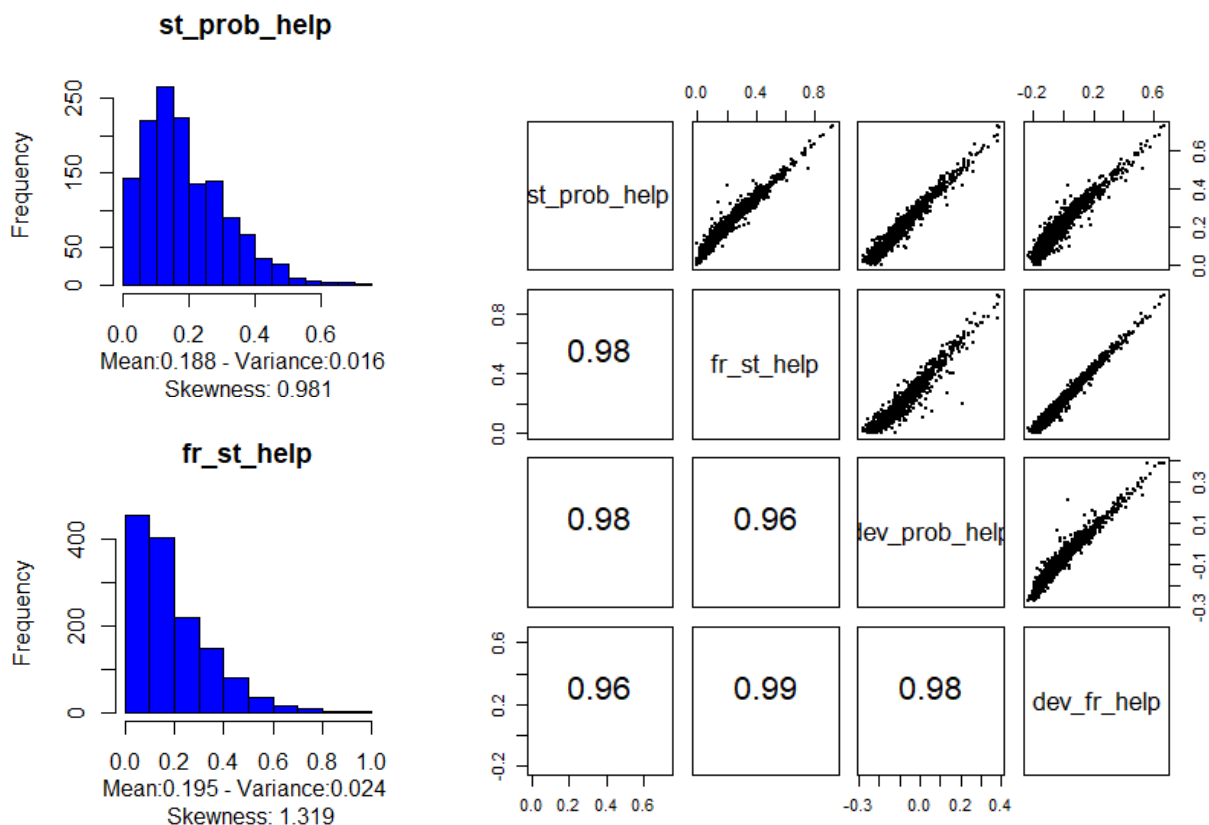 st_prob_help
Frequency
0 50 150 250
0.0 0.2 0.4 0.6
Mean:0.188 - Variance:0.016
Skewness: 0.981
fr_st_help
Frequency
0 200 400
0.0 0.2 0.4 0.6 0.8 1.0
Mean:0.195 - Variance:0.024
Skewness: 1.319
0.0 0.4 0.8
-0.2 0.2 0.6
st_prob_help
0.0 0.2 0.4 0.6
0.0 0.4 0.8
0.98
fr_st_help
0.98
0.96
dev_prob_help
-0.3 -0.1 0.1 0.3
-0.2 0.2 0.6
0.96
0.99
0.98
dev_fr_help
0.0 0.2 0.4 0.6
-0.3 0.0 0.2 0.4